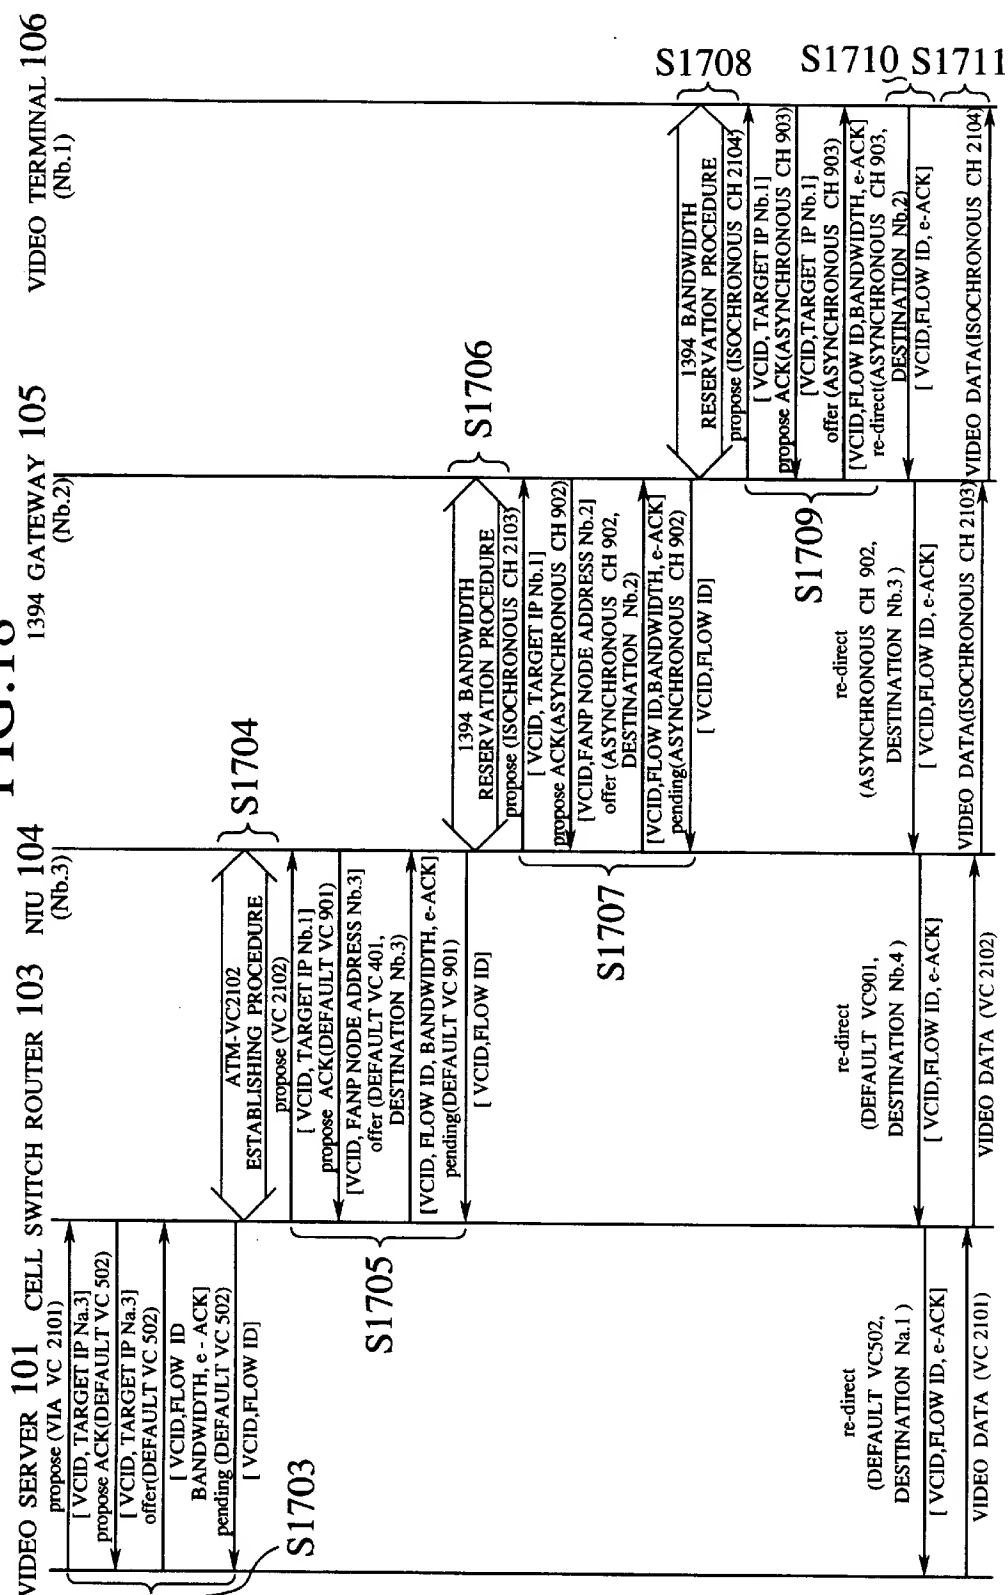 FIG.18
VIDEO SERVER 101
CELL SWITCH ROUTER 103
NIU 104
(Nb.3)
1394 GATEWAY 105
(Nb.2)
VIDEO TERMINAL 106
(Nb.1)
propose (VIA VC 2101)
[ VCID, TARGET IP Na.3]
propose ACK(DEFAULT VC 502)
[ VCID, TARGET IP Na.3]
offer(DEFAULT VC 502)
[ VCID,FLOW ID
BANDWIDTH, e - ACK]
pending (DEFAULT VC 502)
[ VCID,FLOW ID]
S1703
ATM-VC2102
ESTABLISHING PROCEDURE
S1704
propose (VC 2102)
[ VCID, TARGET IP Nb.1]
propose ACK(DEFAULT VC 901)
[VCID, FANP NODE ADDRESS Nb.3]
offer (DEFAULT VC 401,
DESTINATION Nb.3)
[VCID, FLOW ID, BANDWIDTH, e-ACK]
pending(DEFAULT VC 901)
[ VCID,FLOW ID]
S1705
1394 BANDWIDTH
RESERVATION PROCEDURE
S1706
propose (ISOCHRONOUS CH 2103)
[ VCID, TARGET IP Nb.1]
propose ACK(ASYNCHRONOUS CH 902)
[VCID,FANP NODE ADDRESS Nb.2]
offer (ASYNCHRONOUS CH 902,
DESTINATION Nb.2)
[VCID,FLOW ID,BANDWIDTH, e-ACK]
pending(ASYNCHRONOUS CH 902)
[ VCID,FLOW ID]
S1707
1394 BANDWIDTH
RESERVATION PROCEDURE
S1708
propose (ISOCHRONOUS CH 2104)
[ VCID, TARGET IP Nb.1]
propose ACK(ASYNCHRONOUS CH 903)
[VCID,TARGET IP Nb.1]
offer (ASYNCHRONOUS CH 903)
[VCID,FLOW ID,BANDWIDTH, e-ACK]
S1709
re-direct(ASYNCHRONOUS CH 903,
DESTINATION Nb.2)
[ VCID,FLOW ID, e-ACK]
S1710
re-direct
(ASYNCHRONOUS CH 902,
DESTINATION Nb.3 )
[ VCID,FLOW ID, e-ACK]
re-direct
(DEFAULT VC901,
DESTINATION Nb.4 )
[ VCID,FLOW ID, e-ACK]
re-direct
(DEFAULT VC502,
DESTINATION Na.1 )
[ VCID,FLOW ID, e-ACK]
VIDEO DATA (VC 2101)
VIDEO DATA (VC 2102)
VIDEO DATA(ISOCHRONOUS CH 2103)
VIDEO DATA(ISOCHRONOUS CH 2104)
S1711